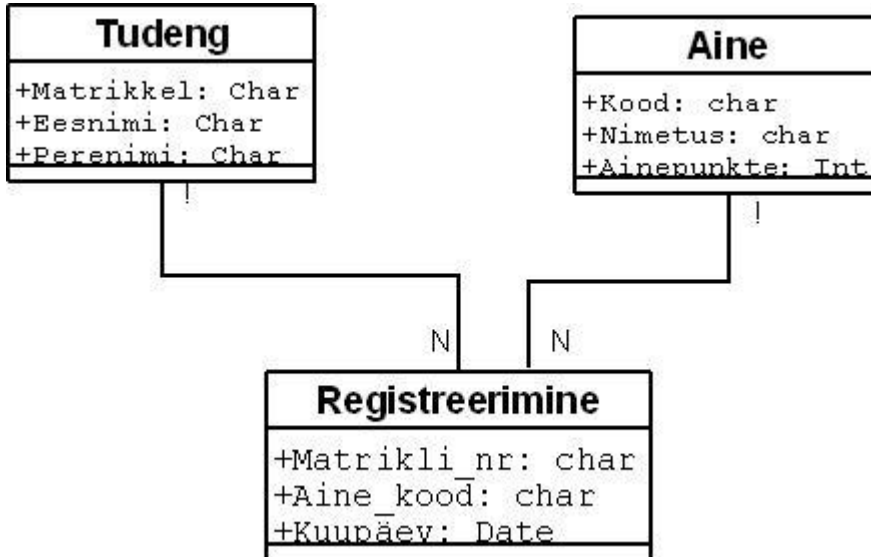 Tudeng
+Matrikkel: Char
+Eesnimi: Char
+Perenimi: Char
Aine
+Kood: char
+Nimetus: char
+Ainepunkte: Int
!
!
N
N
Registreerimine
+Matrikli_nr: char
+Aine_kood: char
+Kuupäev: Date